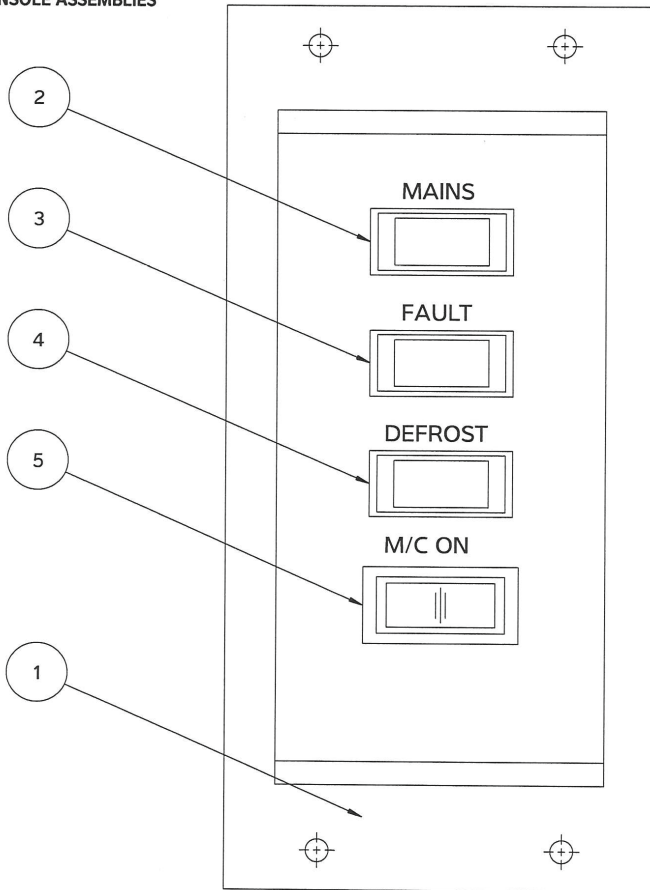 NSOLE ASSEMBLIES
2
MAINS
3
FAULT
4
DEFROST
5
M/C ON
1